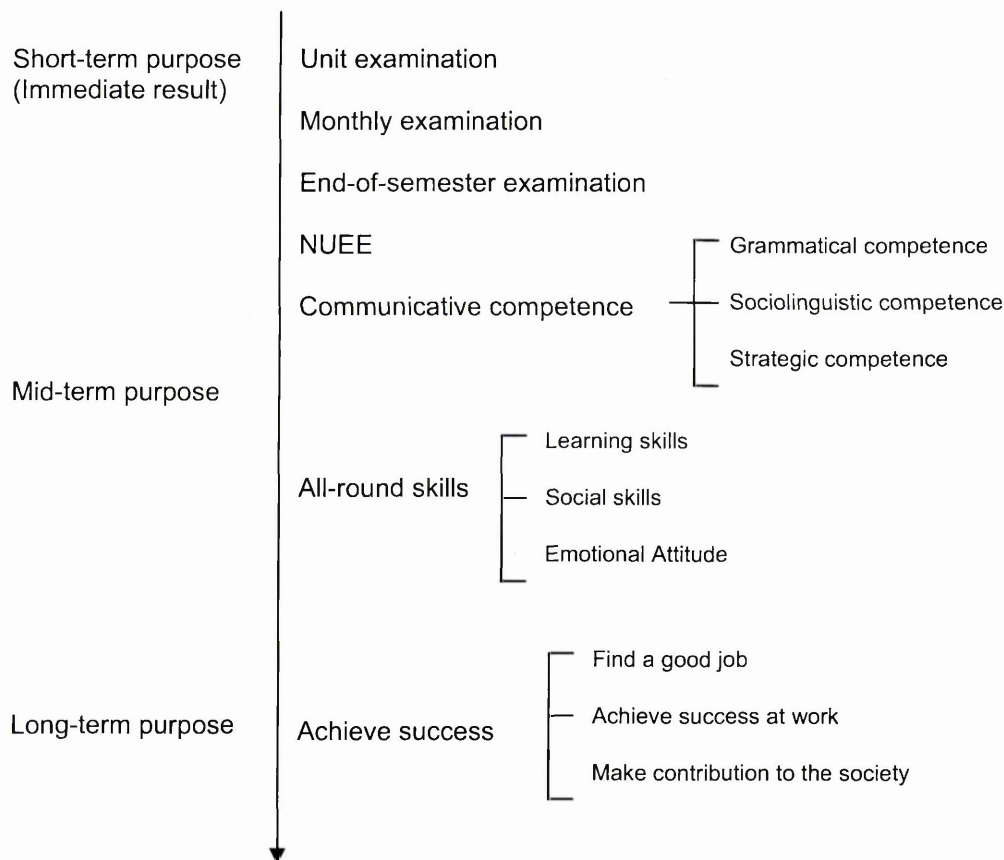 Short-term purpose
(Immediate result)
Unit examination
Monthly examination
End-of-semester examination
NUEE
Communicative competence
Grammatical competence
Sociolinguistic competence
Strategic competence
Mid-term purpose
All-round skills
Learning skills
Social skills
Emotional Attitude
Long-term purpose
Achieve success
Find a good job
Achieve success at work
Make contribution to the society